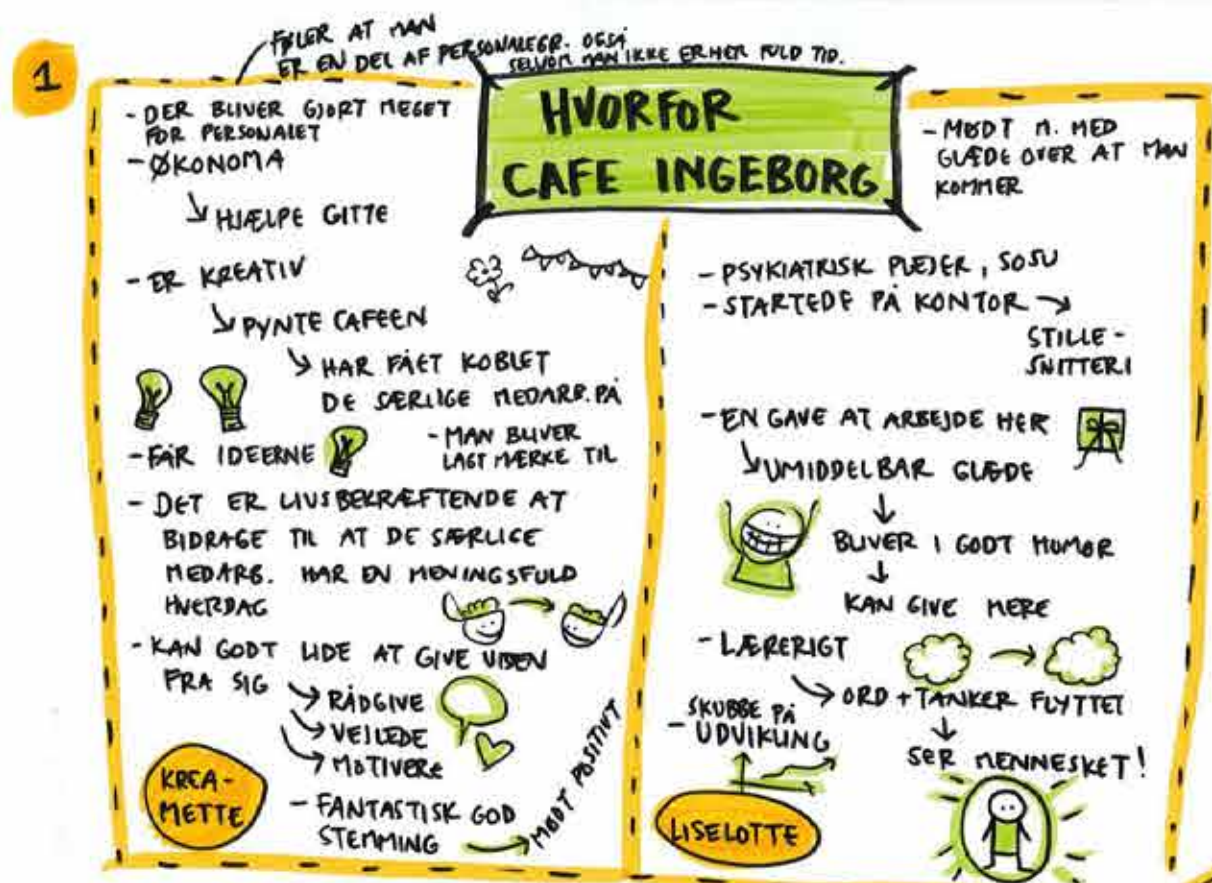 1
FØLER AT MAN
ER EN DEL AF PERSONALEGR. OGSÅ
SELVOM MAN IKKE ER HER FULD TID.
HVORFOR
CAFE INGEBORG
- DER BLIVER GJORT MEGET
FOR PERSONALET
- ØKONOMA
HJÆLPE GITTE
- ER KREATIV
PYNTE CAFEEN
HAR FÅET KOBLET
DE SÆRLIGE MEDARB. PÅ
- FÅR IDEERNE
- MAN BLIVER
LAGT MÆRKE TIL
- DET ER LIVSBEKRÆFTENDE AT
BIDRAGE TIL AT DE SÆRLIGE
MEDARB. HAR EN MENINGSFULD
HVERDAG
- KAN GODT LIDE AT GIVE VIDEN
FRA SIG
RÅDGIVE
VEJLEDE
MOTIVERE
- FANTASTISK GOD
STEMMING
MØDT POSITIVT
KREA-
METTE
- MØDT M. MED
GLÆDE OVER AT MAN
KOMMER
- PSYKIATRISK PLEJER, SOSU
- STARTEDE PÅ KONTOR
STILLE-
SNITTERI
- EN GAVE AT ARBEJDE HER
UMIDDELBAR GLÆDE
BLIVER I GODT HUMØR
KAN GIVE MERE
- LÆRERIGT
ORD + TANKER FLYTTET
SER MENNESKET!
- SKUBBE PÅ
UDVIKLING
LISELOTTE